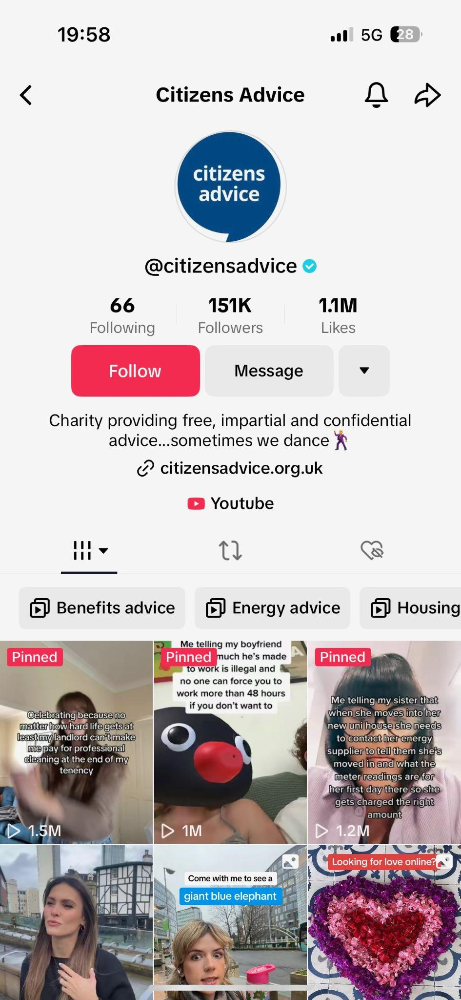 19:58
5G
28
Citizens Advice
citizens
advice
@citizensadvice
66
Following
151K
Followers
1.1M
Likes
Follow
Message
Charity providing free, impartial and confidential
advice...sometimes we dance
citizensadvice.org.uk
Youtube
Benefits advice
Energy advice
Housing
Pinned
Celebrating because no
matter how hard life gets at
least my landlord can't make
me pay for professional
cleaning at the end of my
tenency
1.5M
Me telling my boyfriend
Pinned
much he's made
to work is illegal and
no one can force you to
work more than 48 hours
if you don't want to
1M
Pinned
Me telling my sister that
when she moves into her
new uni house she needs
to contact her energy
supplier to tell them she's
moved in and what the
meter readings are for
her first day there so she
gets charged the right
amount
1.2M
Come with me to see a
giant blue elephant
Looking for love online?